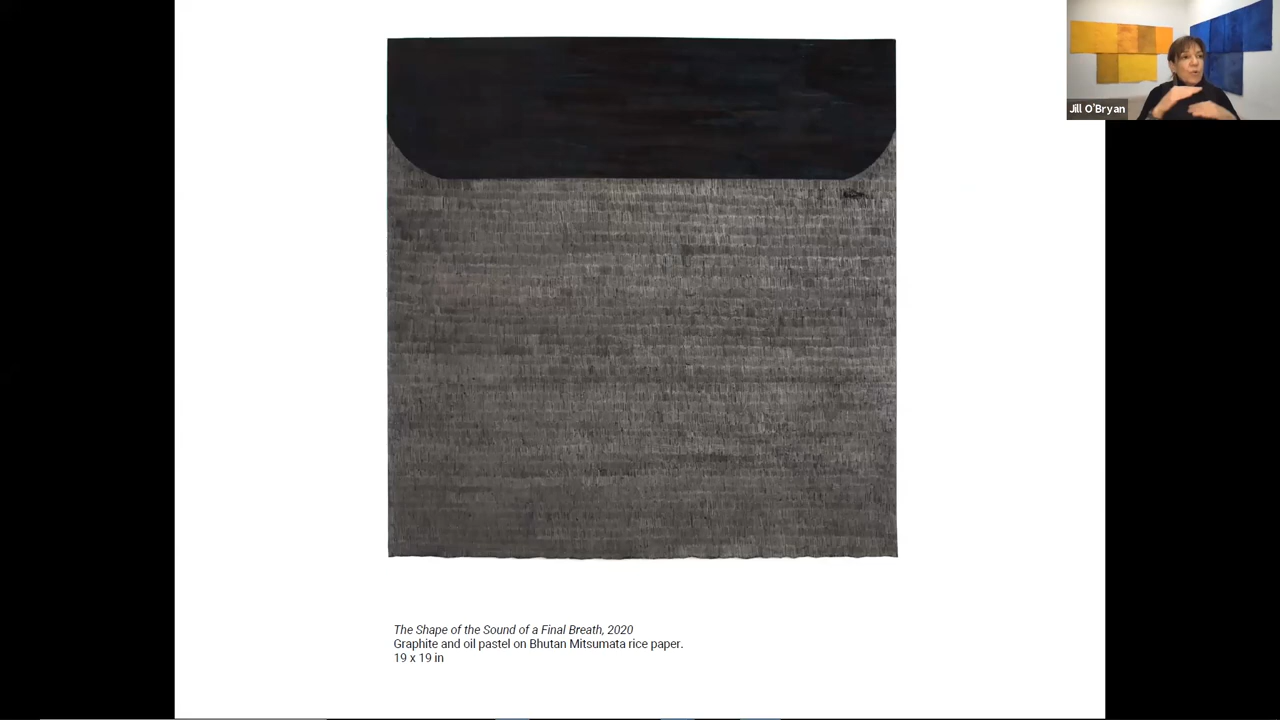 Jill O'Bryan
The Shape of the Sound of a Final Breath, 2020
Graphite and oil pastel on Bhutan Mitsumata rice paper.
19 x 19 in